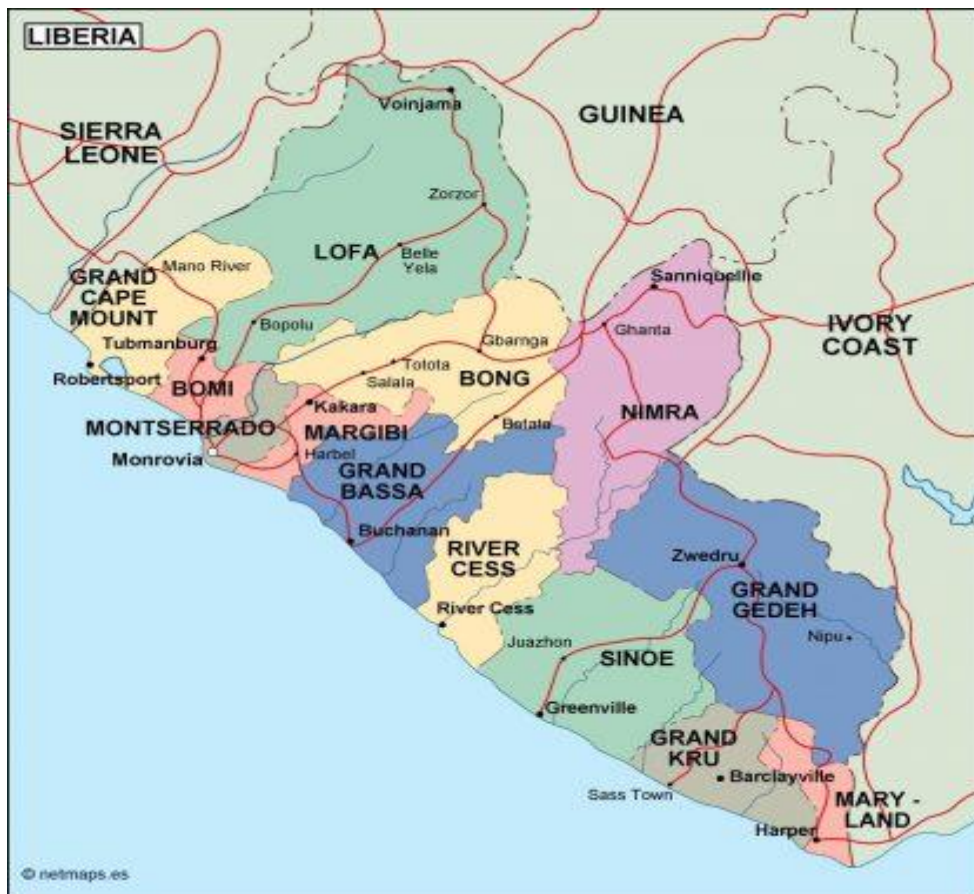 LIBERIA
Voinjama
GUINEA
SIERRA
LEONE
Zorzor
LOFA
Belle
Yela
Mano River
GRAND
CAPE
MOUNT
Sanniquellie
Bopolu
Ghanta
IVORY
COAST
Tubmanburg
Gbarnga
Totota
Salala
BONG
Robertsport
BOMI
Kakara
NIMRA
MONTSERRADO
MARGIBI
Betala
Monrovia
Harbel
GRAND
BASSA
Buchanan
RIVER
CESS
Zwedru
GRAND
GEDEH
River Cess
Juazhon
SINOE
Nipu
Greenville
GRAND
KRU
Barclayville
Sass Town
MARY -
LAND
Harper
© netmaps.es